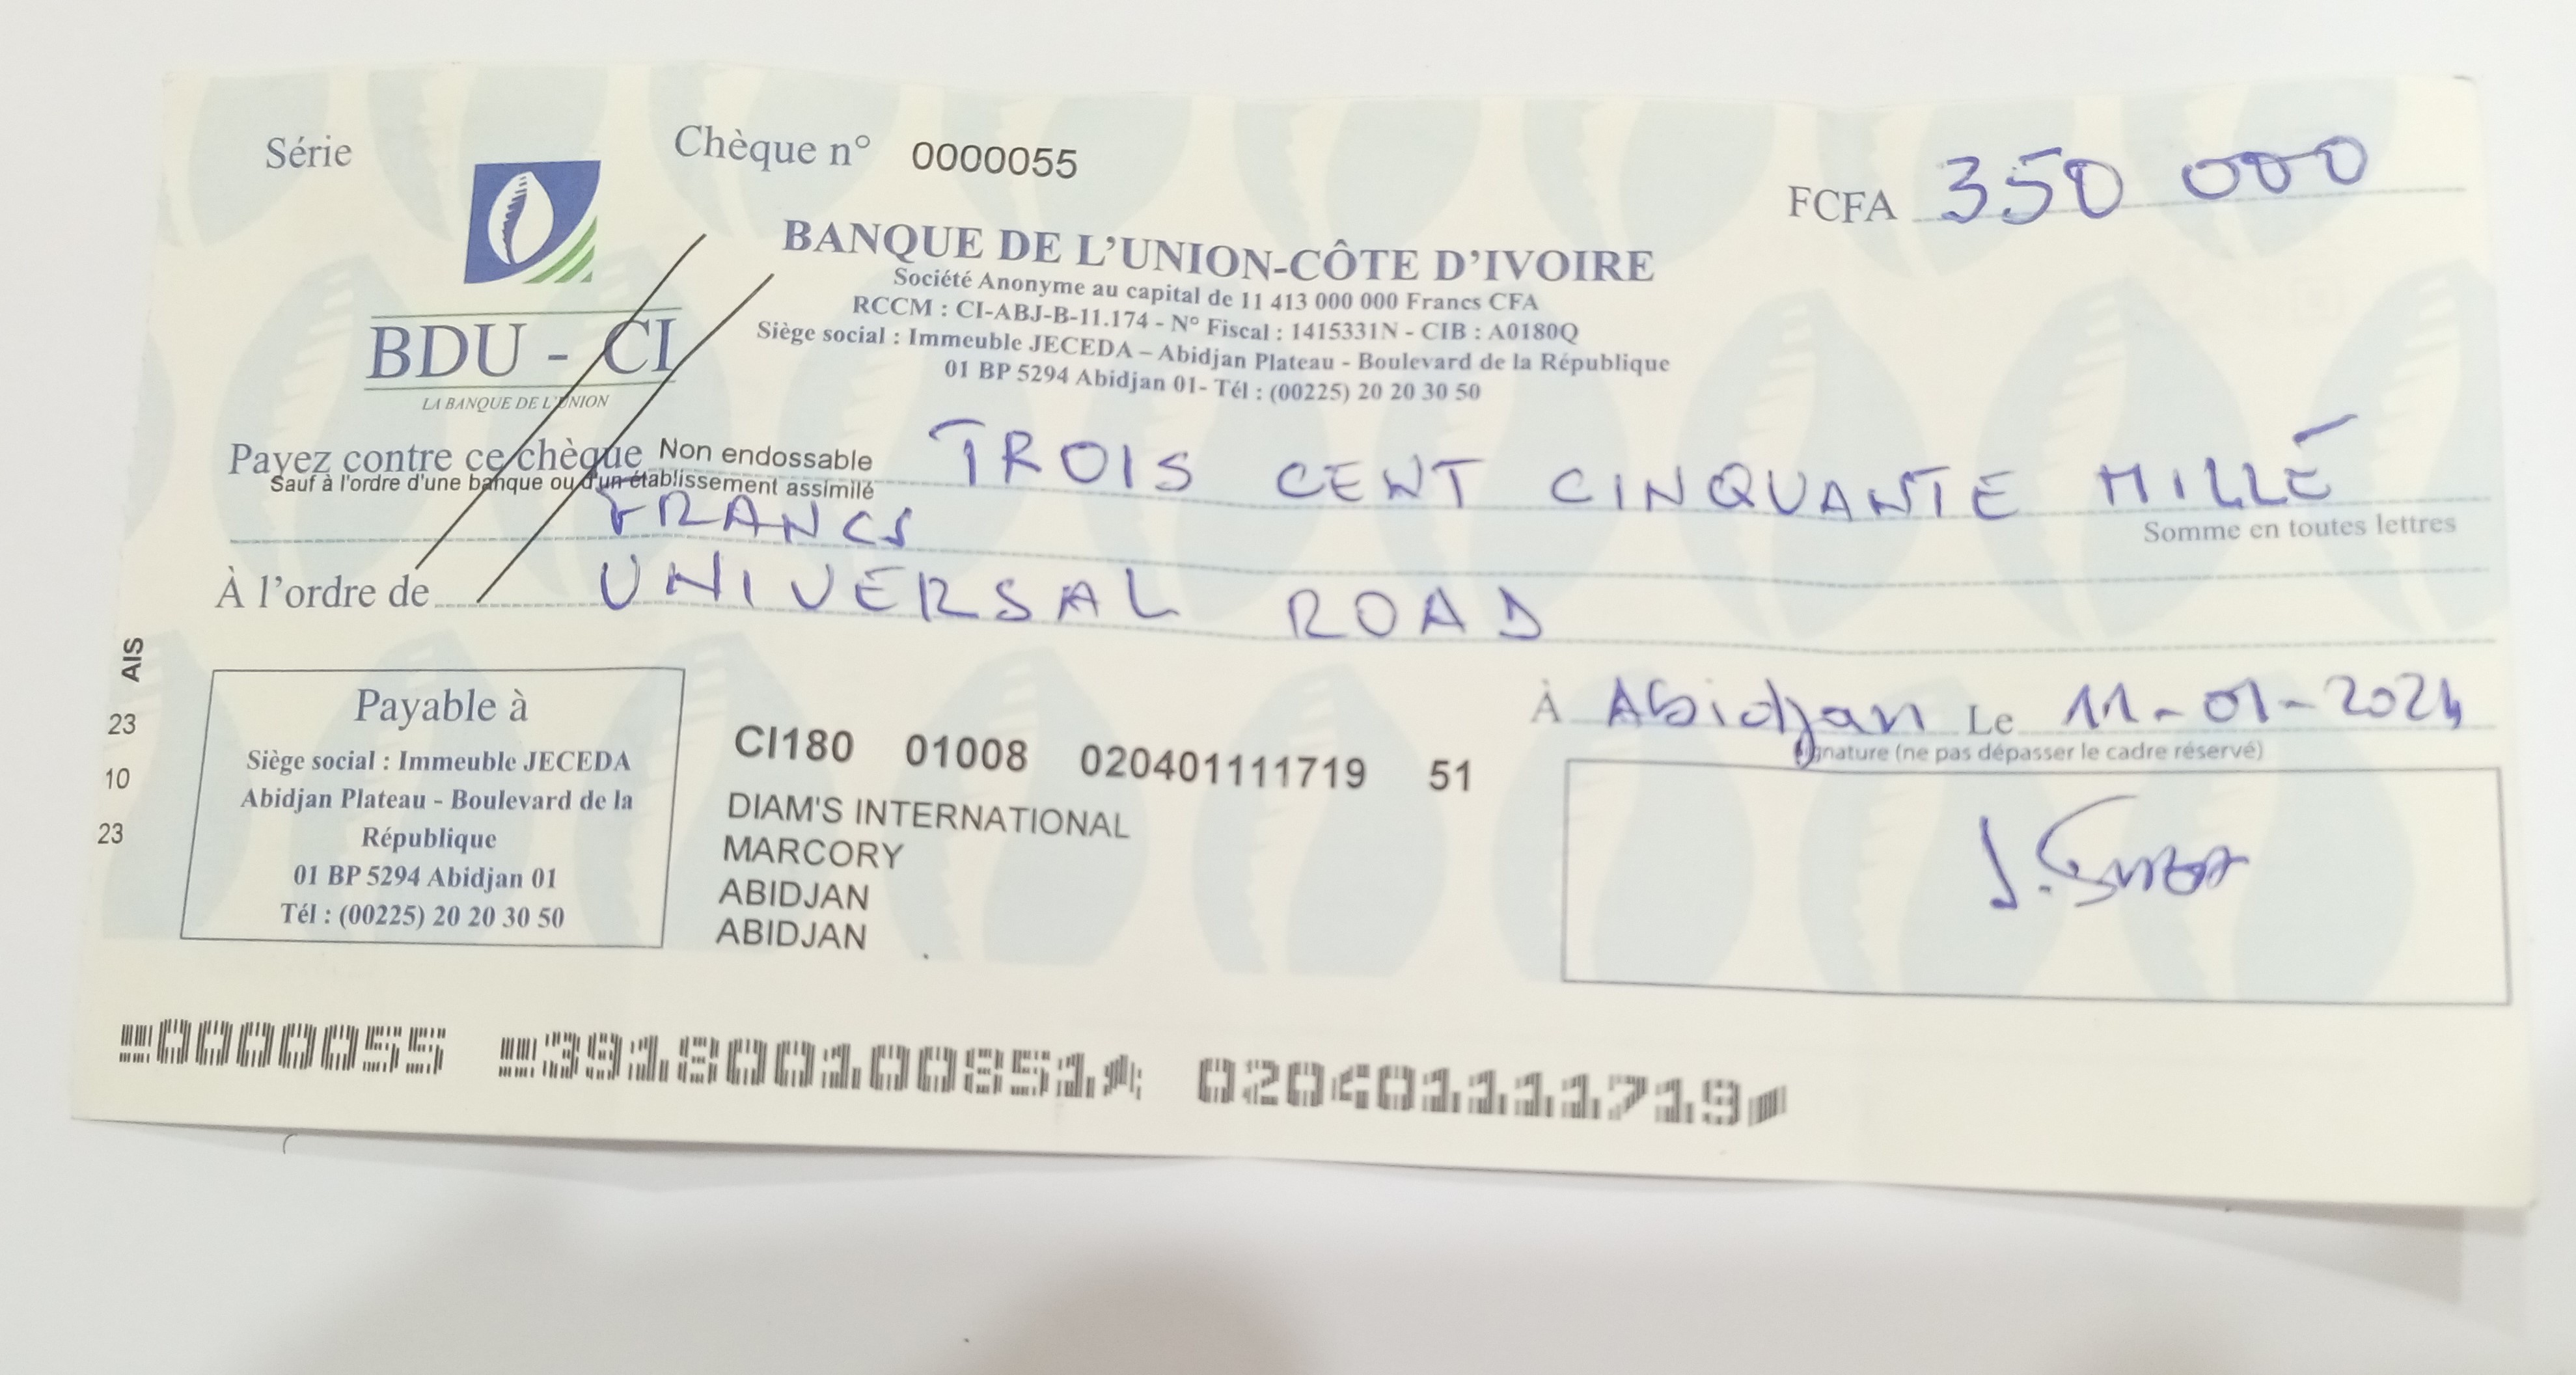 Série
Chèque n° 0000055
FCFA 350 000
BDU - CI
LA BANQUE DE L'UNION
BANQUE DE L'UNION-CÔTE D'IVOIRE
Société Anonyme au capital de 11 413 000 000 Francs CFA
RCCM : CI-ABJ-B-11.174 - N° Fiscal : 1415331N - CIB : A0180Q
Siège social : Immeuble JECEDA – Abidjan Plateau - Boulevard de la République
01 BP 5294 Abidjan 01- Tél : (00225) 20 20 30 50
Payez contre ce chèque Non endossable TROIS CENT CINQUANTE MILLE
Sauf à l'ordre d'une banque ou d'un établissement assimilé
FRANCS
Somme en toutes lettres
À l'ordre de UNIVERSAL ROAD
À Abidjan Le 11-01-2024
Signature (ne pas dépasser le cadre réservé)
AIS
23
10
23
Payable à
Siège social : Immeuble JECEDA
Abidjan Plateau - Boulevard de la
République
01 BP 5294 Abidjan 01
Tél : (00225) 20 20 30 50
CI180 01008 020401111719 51
DIAM'S INTERNATIONAL
MARCORY
ABIDJAN
ABIDJAN
0000055 391800100851 020401111719